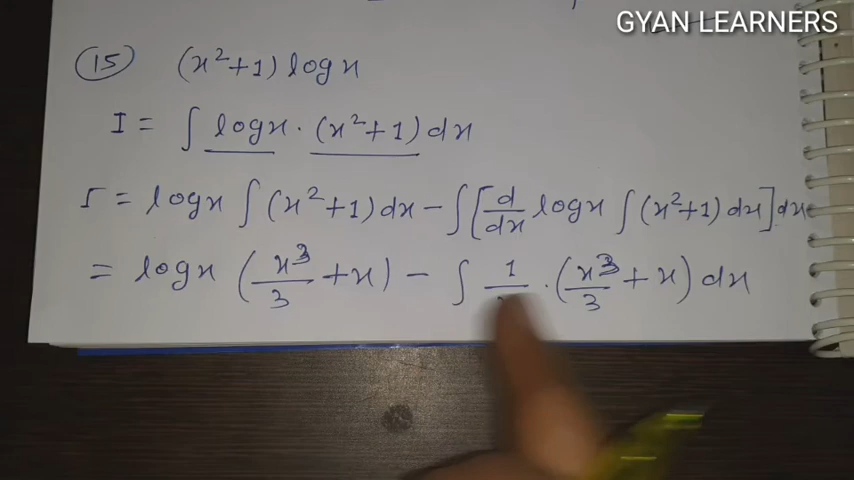 GYAN LEARNERS
(15) (x²+1) log x
I = ∫ log x · (x²+1) dx
I = log x ∫ (x²+1) dx − ∫ [d/dx log x ∫ (x²+1) dx] dx
= log x (x³/3 + x) − ∫ 1/ · (x³/3 + x) dx